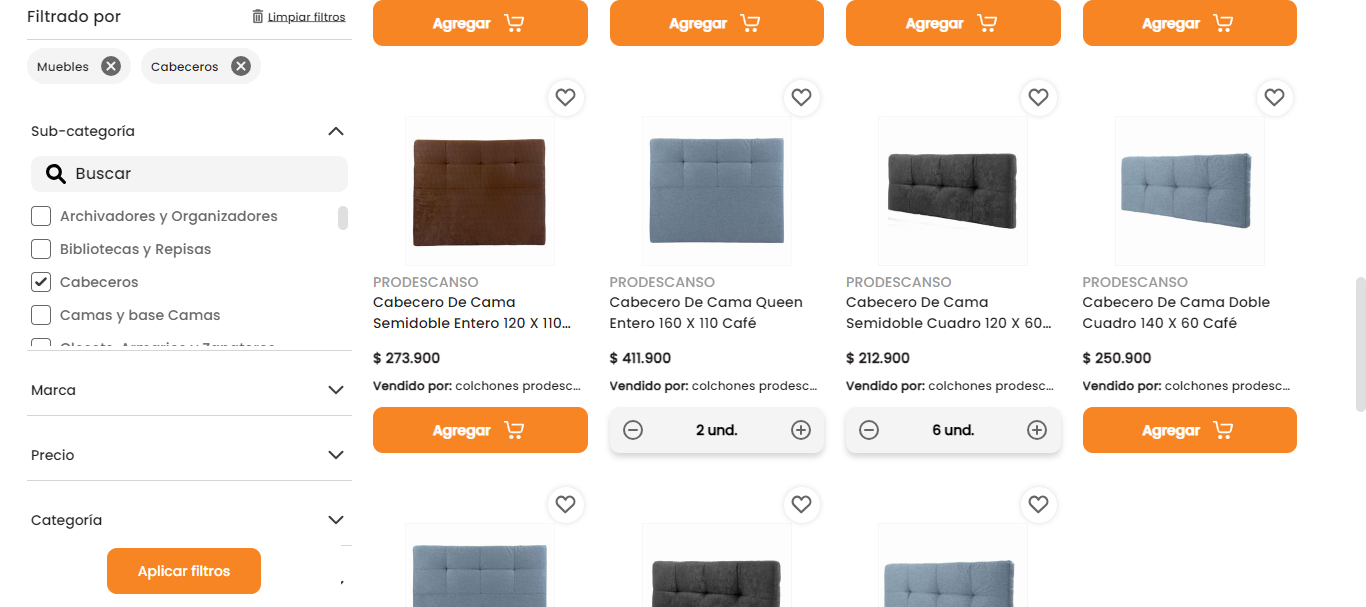 Filtrado por
Limpiar filtros
Muebles
Cabeceros
Sub-categoría
Buscar
Archivadores y Organizadores
Bibliotecas y Repisas
Cabeceros
Camas y base Camas
Closets, Armarios y Zapateros
Marca
Precio
Categoría
Aplicar filtros
Agregar
Agregar
Agregar
Agregar
PRODESCANSO
Cabecero De Cama
Semidoble Entero 120 X 110...
$ 273.900
Vendido por: colchones prodesc...
Agregar
PRODESCANSO
Cabecero De Cama Queen
Entero 160 X 110 Café
$ 411.900
Vendido por: colchones prodesc...
2 und.
PRODESCANSO
Cabecero De Cama
Semidoble Cuadro 120 X 60...
$ 212.900
Vendido por: colchones prodesc...
6 und.
PRODESCANSO
Cabecero De Cama Doble
Cuadro 140 X 60 Café
$ 250.900
Vendido por: colchones prodesc...
Agregar